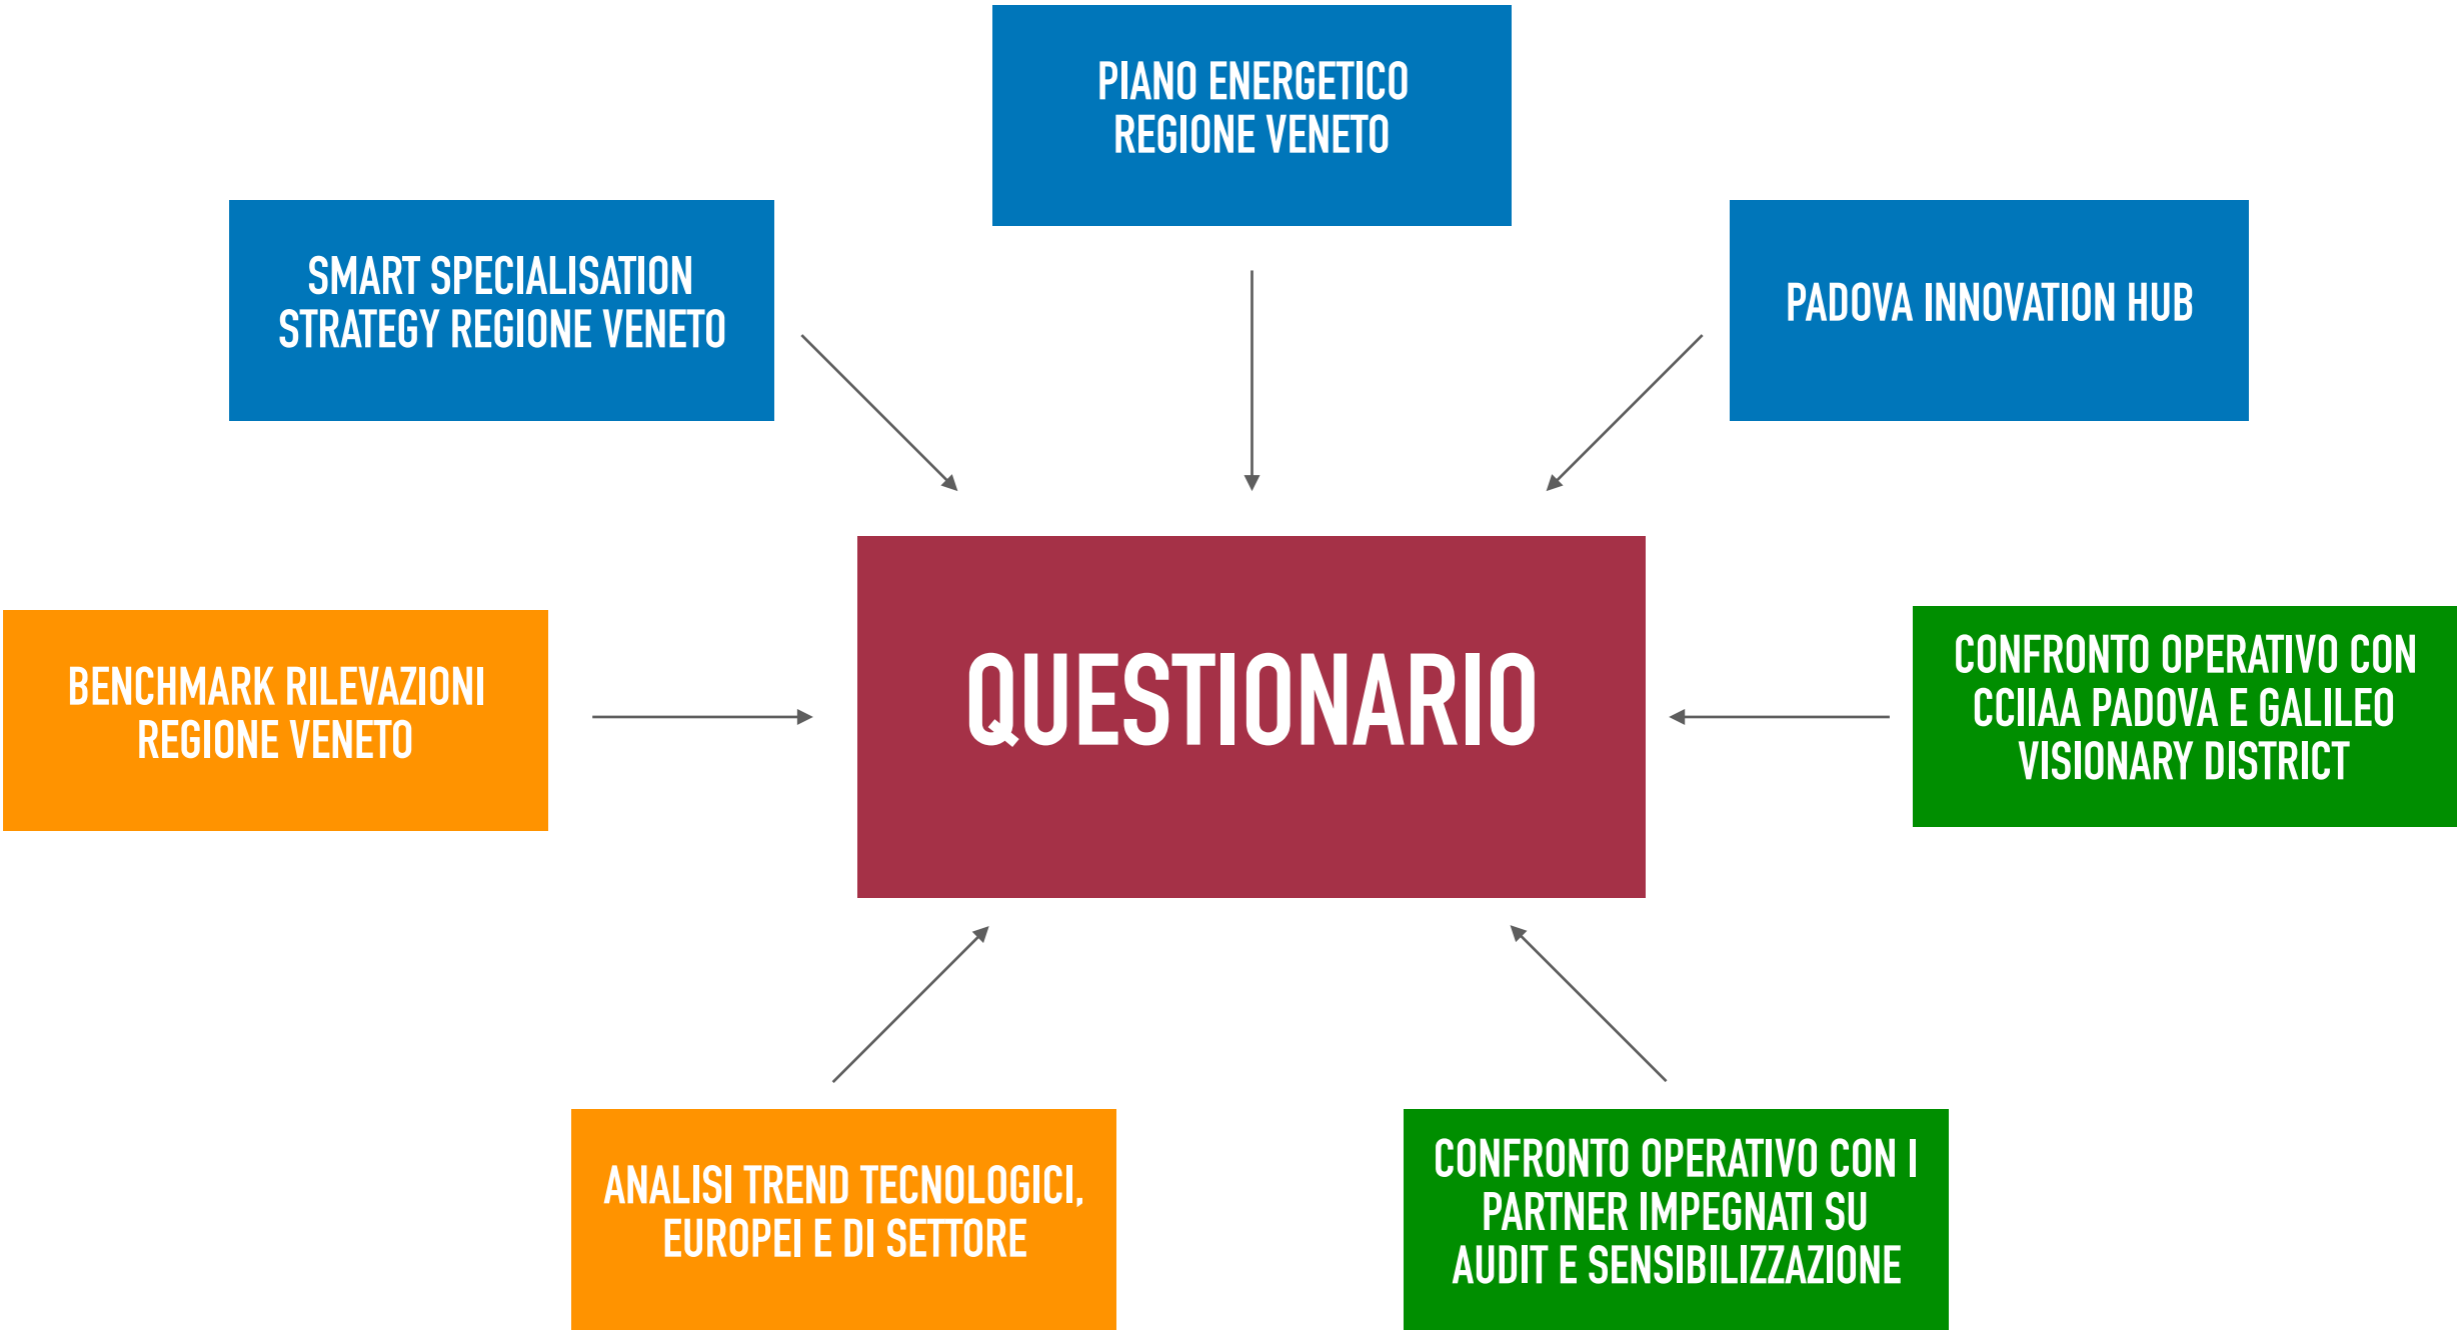 PIANO ENERGETICO
REGIONE VENETO
SMART SPECIALISATION
STRATEGY REGIONE VENETO
PADOVA INNOVATION HUB
BENCHMARK RILEVAZIONI
REGIONE VENETO
QUESTIONARIO
CONFRONTO OPERATIVO CON
CCIIAA PADOVA E GALILEO
VISIONARY DISTRICT
ANALISI TREND TECNOLOGICI,
EUROPEI E DI SETTORE
CONFRONTO OPERATIVO CON I
PARTNER IMPEGNATI SU
AUDIT E SENSIBILIZZAZIONE